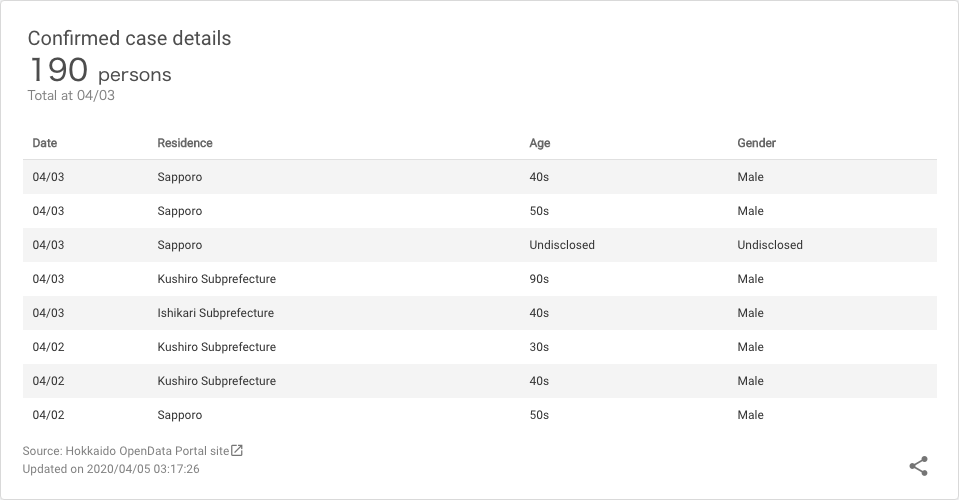 Confirmed case details
190 persons
Total at 04/03
Date Residence Age Gender
04/03 Sapporo 40s Male
04/03 Sapporo 50s Male
04/03 Sapporo Undisclosed Undisclosed
04/03 Kushiro Subprefecture 90s Male
04/03 Ishikari Subprefecture 40s Male
04/02 Kushiro Subprefecture 30s Male
04/02 Kushiro Subprefecture 40s Male
04/02 Sapporo 50s Male
Source: Hokkaido OpenData Portal site
Updated on 2020/04/05 03:17:26